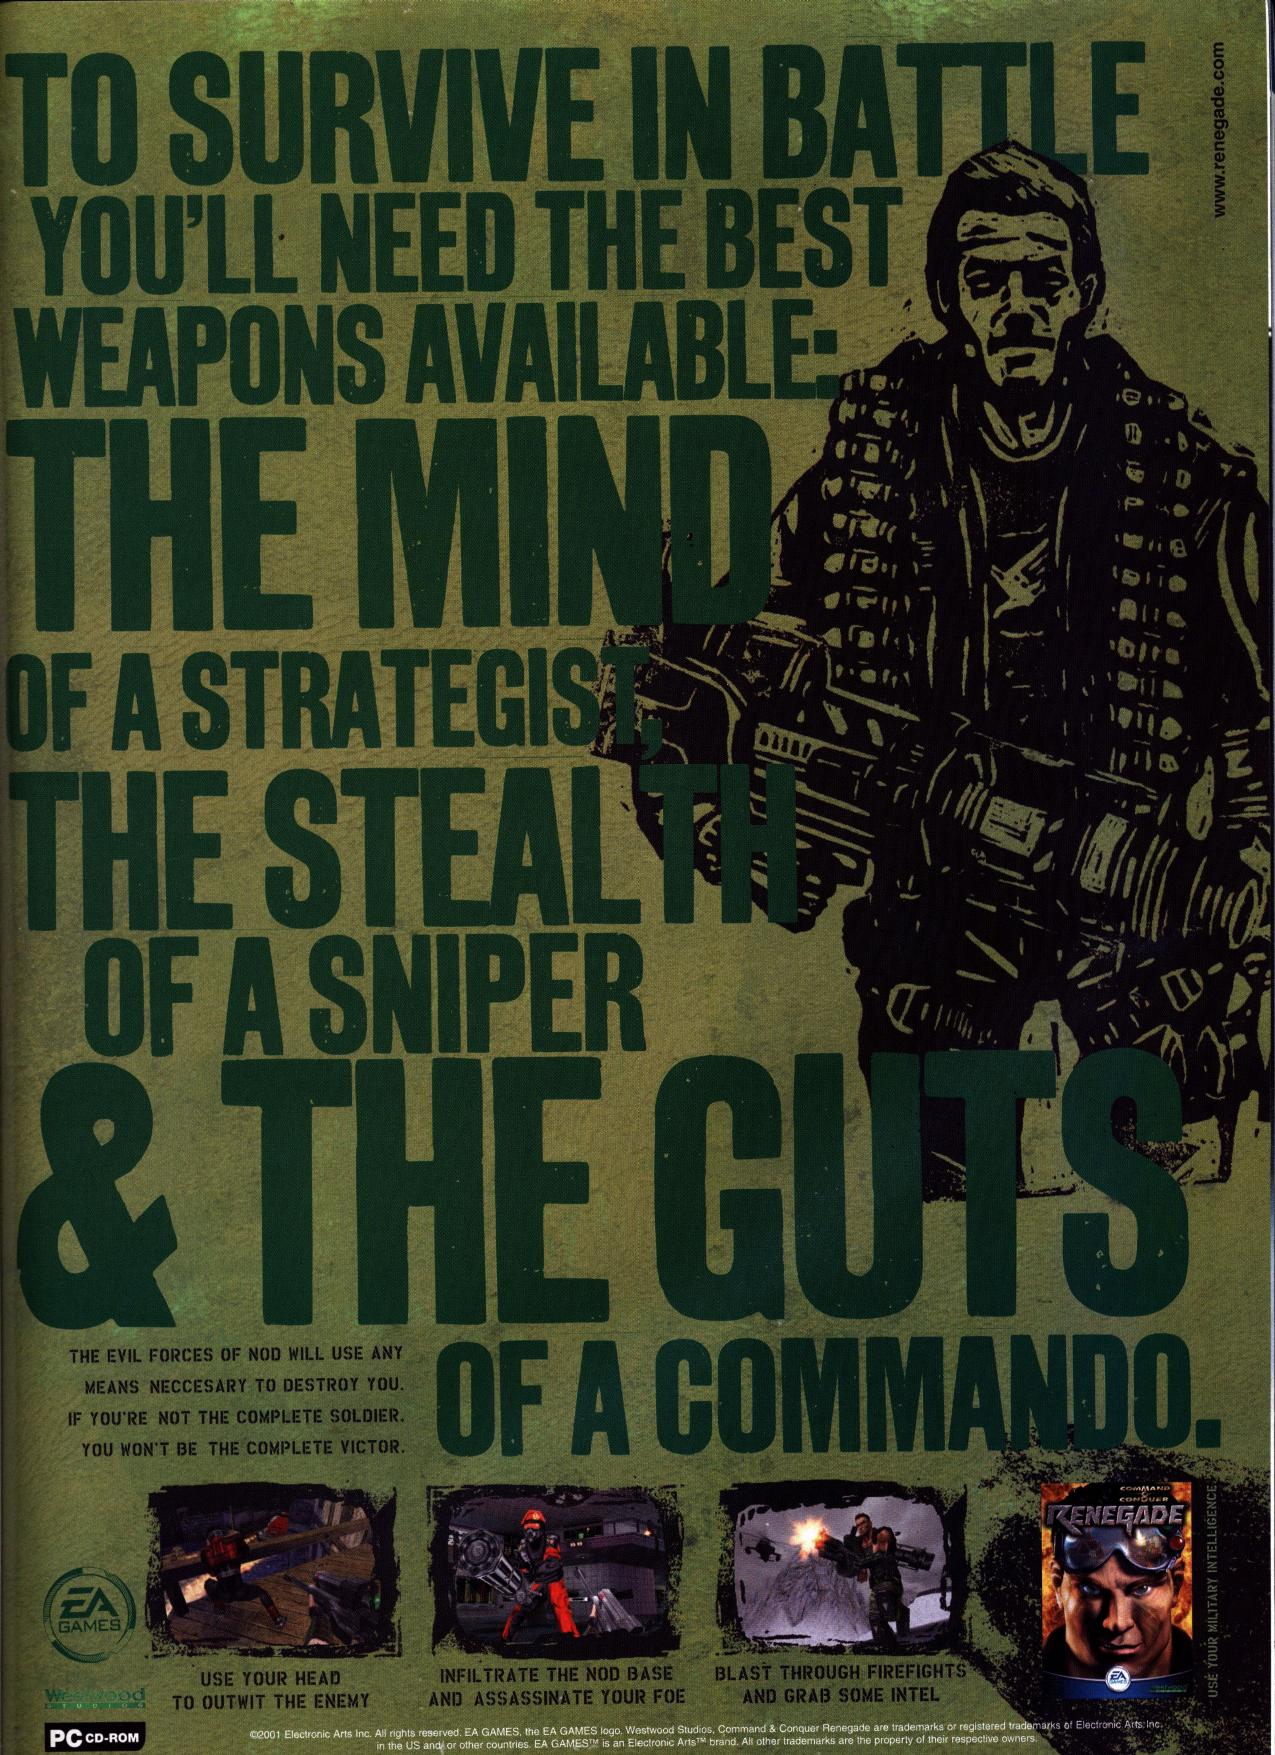 www.renegade.com
TO SURVIVE IN BATTLE
YOU'LL NEED THE BEST
WEAPONS AVAILABLE:
THE MIND
OF A STRATEGIST,
THE STEALTH
OF A SNIPER
& THE GUTS
OF A COMMANDO.
THE EVIL FORCES OF NOD WILL USE ANY
MEANS NECCESARY TO DESTROY YOU.
IF YOU'RE NOT THE COMPLETE SOLDIER.
YOU WON'T BE THE COMPLETE VICTOR.
EA
GAMES
Westwood
STUDIOS
PC CD-ROM
USE YOUR HEAD
TO OUTWIT THE ENEMY
INFILTRATE THE NOD BASE
AND ASSASSINATE YOUR FOE
BLAST THROUGH FIREFIGHTS
AND GRAB SOME INTEL
COMMAND
&
CONQUER
RENEGADE
EA
GAMES
USE YOUR MILITARY INTELLIGENCE
©2001 Electronic Arts Inc. All rights reserved. EA GAMES, the EA GAMES logo, Westwood Studios, Command & Conquer Renegade are trademarks or registered trademarks of Electronic Arts Inc.
in the US and/ or other countries. EA GAMES™ is an Electronic Arts™ brand. All other trademarks are the property of their respective owners.